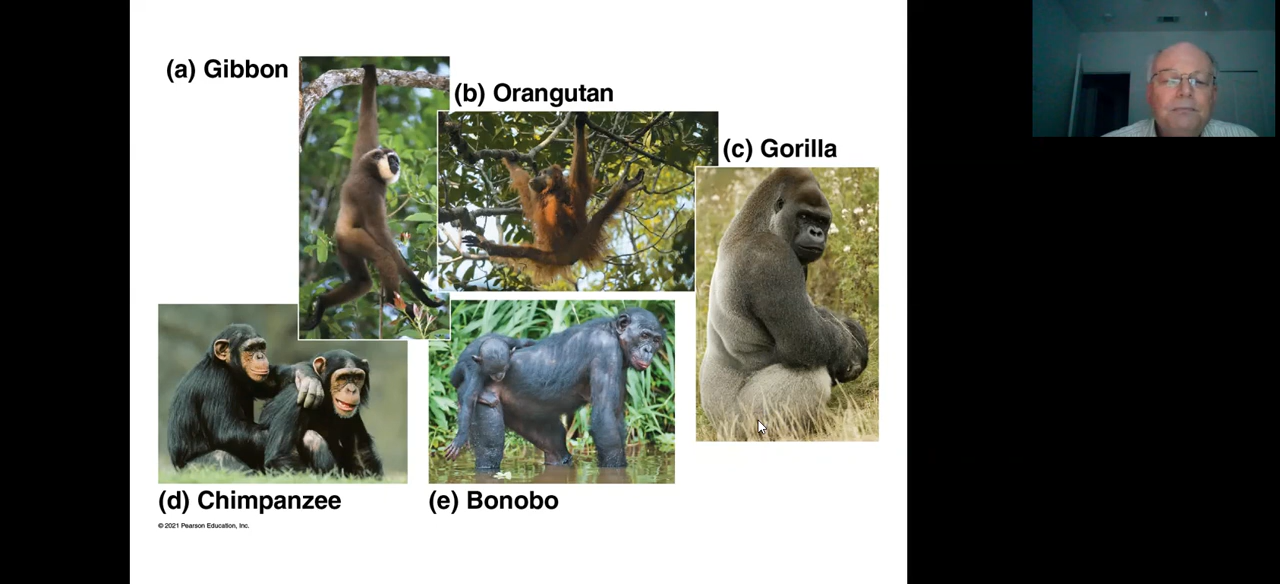 (a) Gibbon
(b) Orangutan
(c) Gorilla
(d) Chimpanzee
(e) Bonobo
© 2021 Pearson Education, Inc.